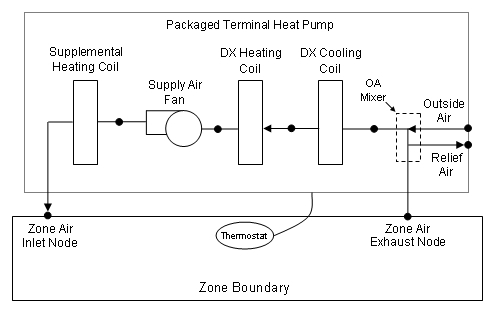 Packaged Terminal Heat Pump
Supplemental
Heating Coil
Supply Air
Fan
DX Heating
Coil
DX Cooling
Coil
OA
Mixer
Outside
Air
Relief
Air
Zone Air
Inlet Node
Thermostat
Zone Air
Exhaust Node
Zone Boundary